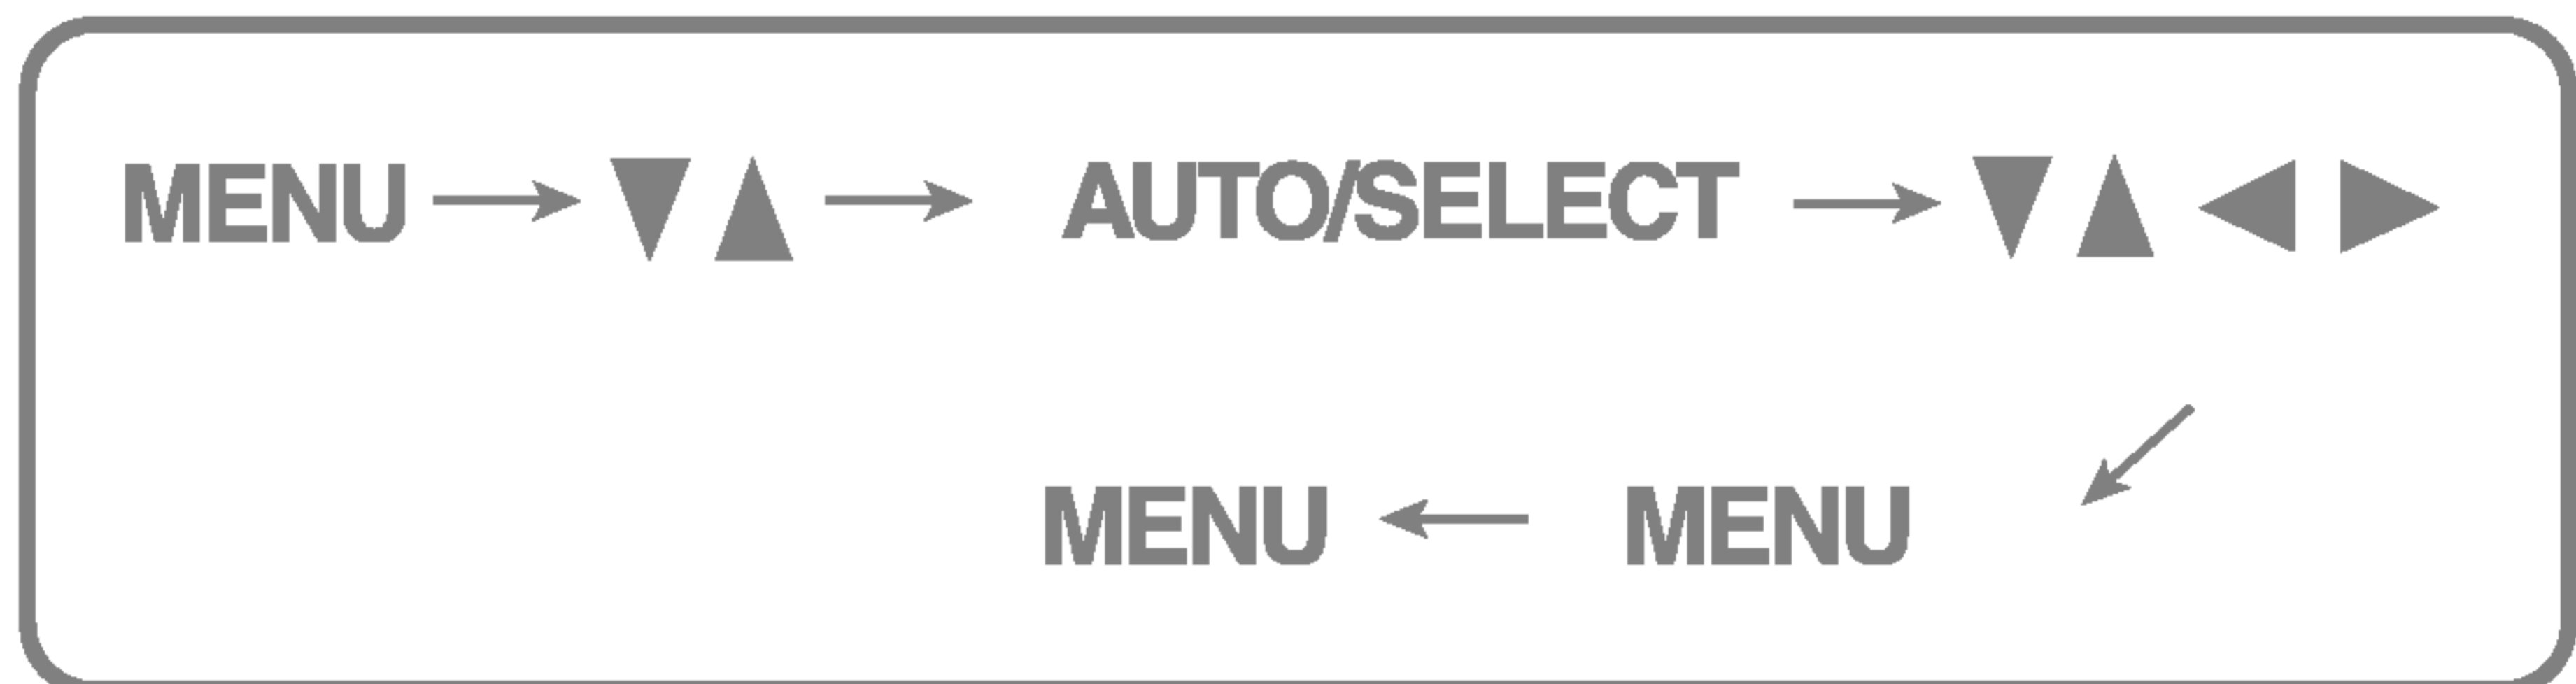 MENU → ▼ ▲ → AUTO/SELECT → ▼ ▲ ◀ ▶
MENU ← MENU